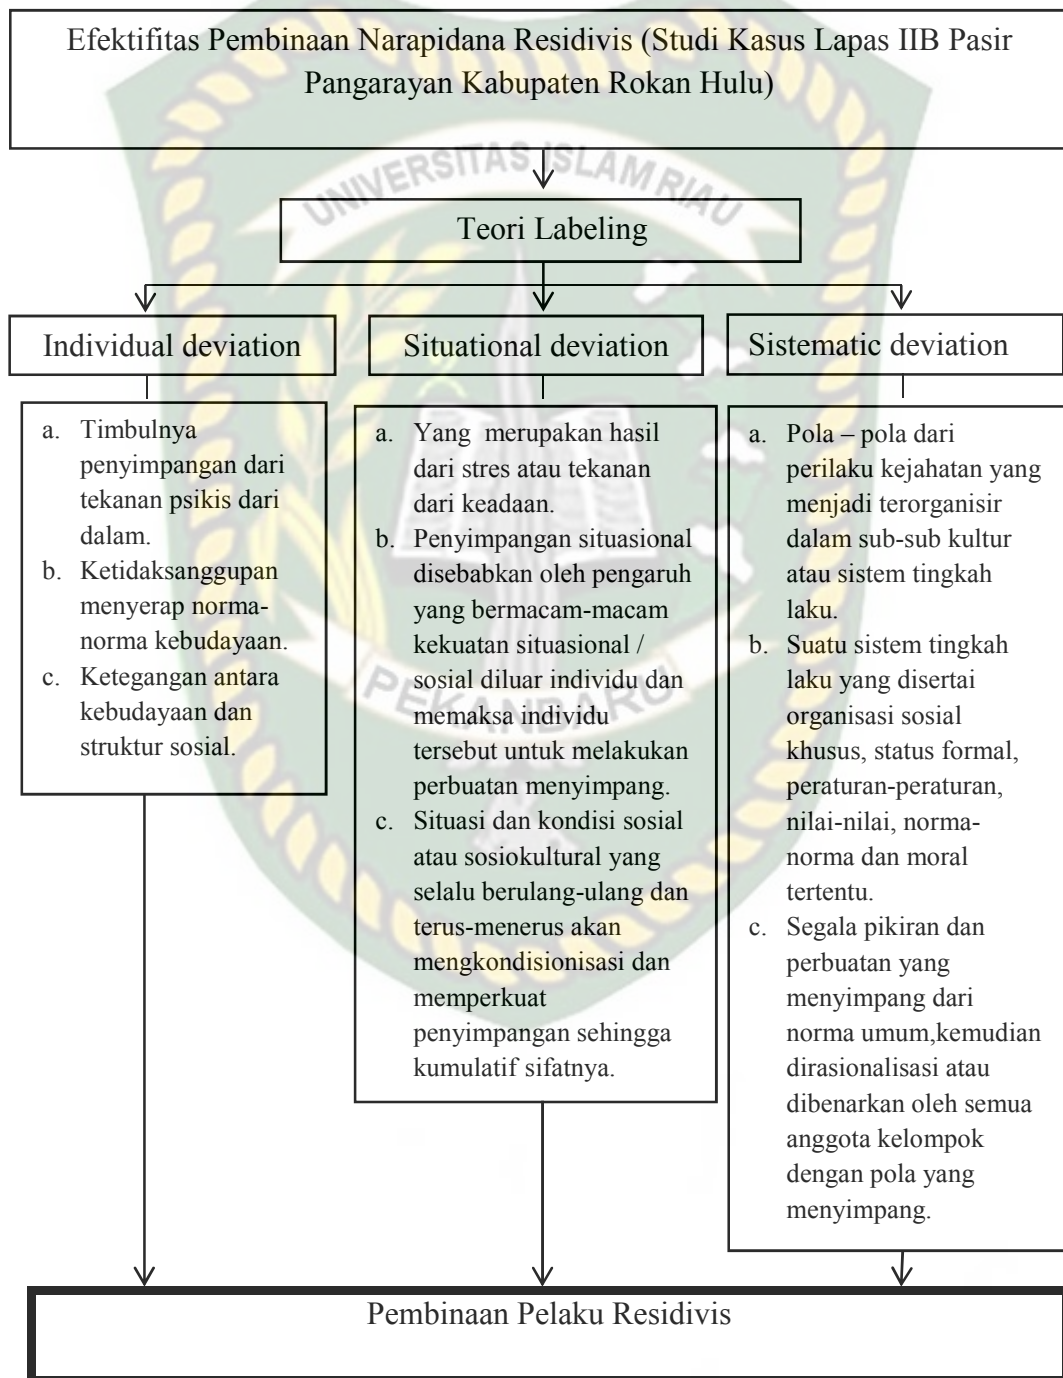 Efektifitas Pembinaan Narapidana Residivis (Studi Kasus Lapas IIB Pasir
Pangarayan Kabupaten Rokan Hulu)
UNIVERSITAS ISLAM RIAU
Teori Labeling
Individual deviation
Situational deviation
Sistematic deviation
a. Timbulnya
penyimpangan dari
tekanan psikis dari
dalam.
b. Ketidaksanggupan
menyerap norma-
norma kebudayaan.
c. Ketegangan antara
kebudayaan dan
struktur sosial.
a. Yang merupakan hasil
dari stres atau tekanan
dari keadaan.
b. Penyimpangan situasional
disebabkan oleh pengaruh
yang bermacam-macam
kekuatan situasional /
sosial diluar individu dan
memaksa individu
tersebut untuk melakukan
perbuatan menyimpang.
c. Situasi dan kondisi sosial
atau sosiokultural yang
selalu berulang-ulang dan
terus-menerus akan
mengkondisionisasi dan
memperkuat
penyimpangan sehingga
kumulatif sifatnya.
a. Pola – pola dari
perilaku kejahatan yang
menjadi terorganisir
dalam sub-sub kultur
atau sistem tingkah
laku.
b. Suatu sistem tingkah
laku yang disertai
organisasi sosial
khusus, status formal,
peraturan-peraturan,
nilai-nilai, norma-
norma dan moral
tertentu.
c. Segala pikiran dan
perbuatan yang
menyimpang dari
norma umum,kemudian
dirasionalisasi atau
dibenarkan oleh semua
anggota kelompok
dengan pola yang
menyimpang.
PEKANBARU
Pembinaan Pelaku Residivis